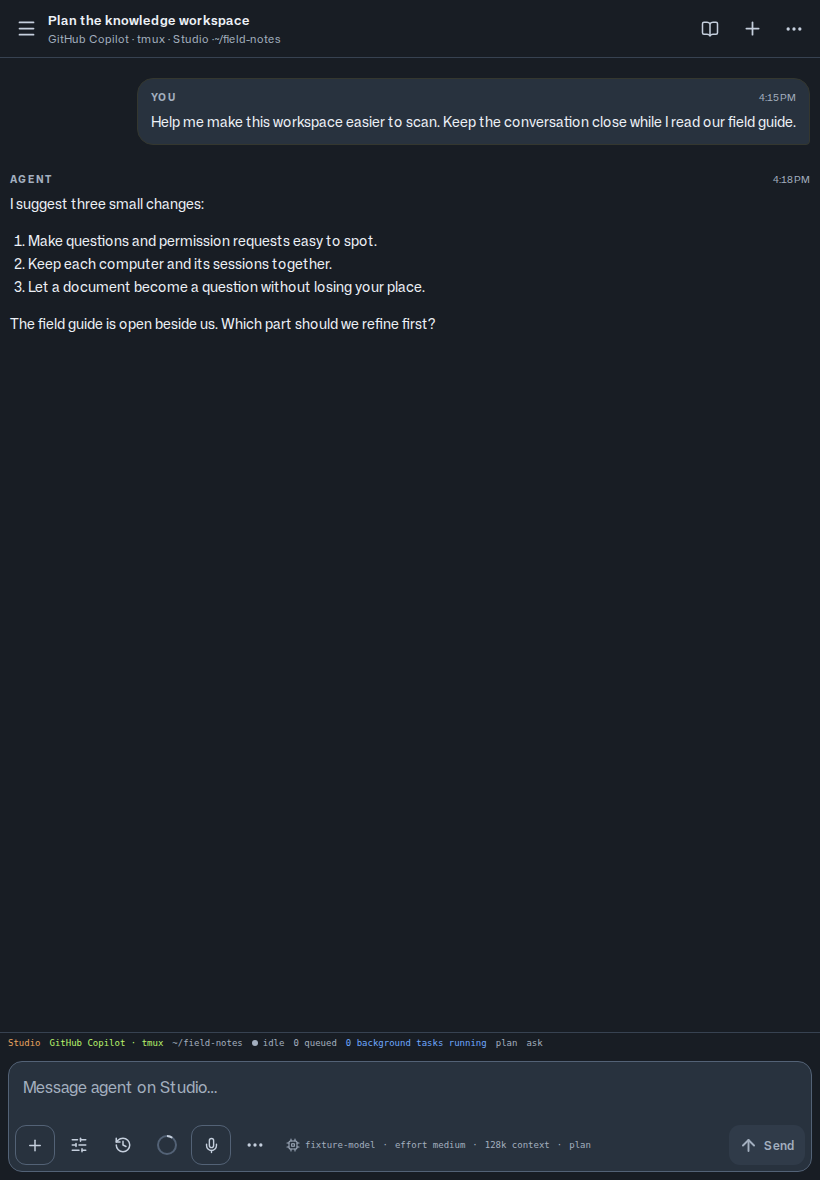 Plan the knowledge workspace
GitHub Copilot · tmux · Studio · ~/field-notes
YOU 4:15 PM
Help me make this workspace easier to scan. Keep the conversation close while I read our field guide.
AGENT 4:18 PM
I suggest three small changes:
1. Make questions and permission requests easy to spot.
2. Keep each computer and its sessions together.
3. Let a document become a question without losing your place.
The field guide is open beside us. Which part should we refine first?
Studio GitHub Copilot · tmux ~/field-notes idle 0 queued 0 background tasks running plan ask
Message agent on Studio...
fixture-model · effort medium · 128k context · plan Send